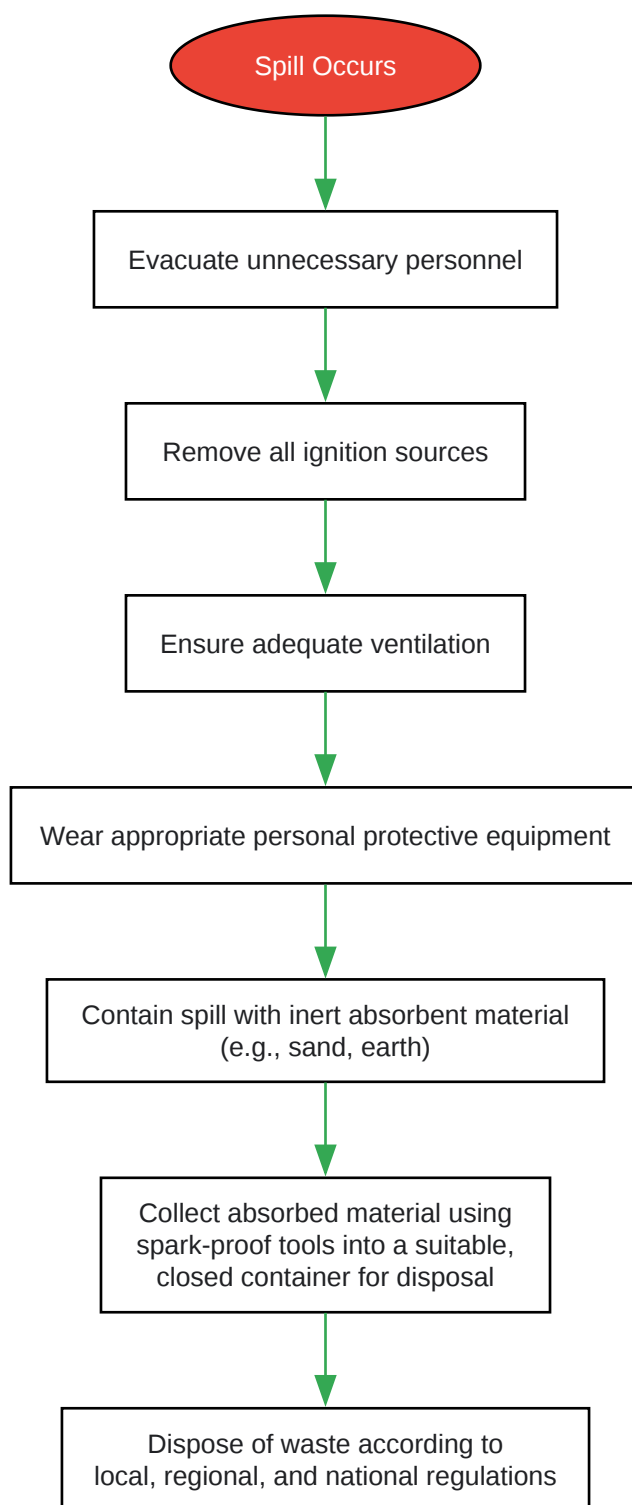 Spill Occurs
Evacuate unnecessary personnel
Remove all ignition sources
Ensure adequate ventilation
Wear appropriate personal protective equipment
Contain spill with inert absorbent material
(e.g., sand, earth)
Collect absorbed material using
spark-proof tools into a suitable,
closed container for disposal
Dispose of waste according to
local, regional, and national regulations